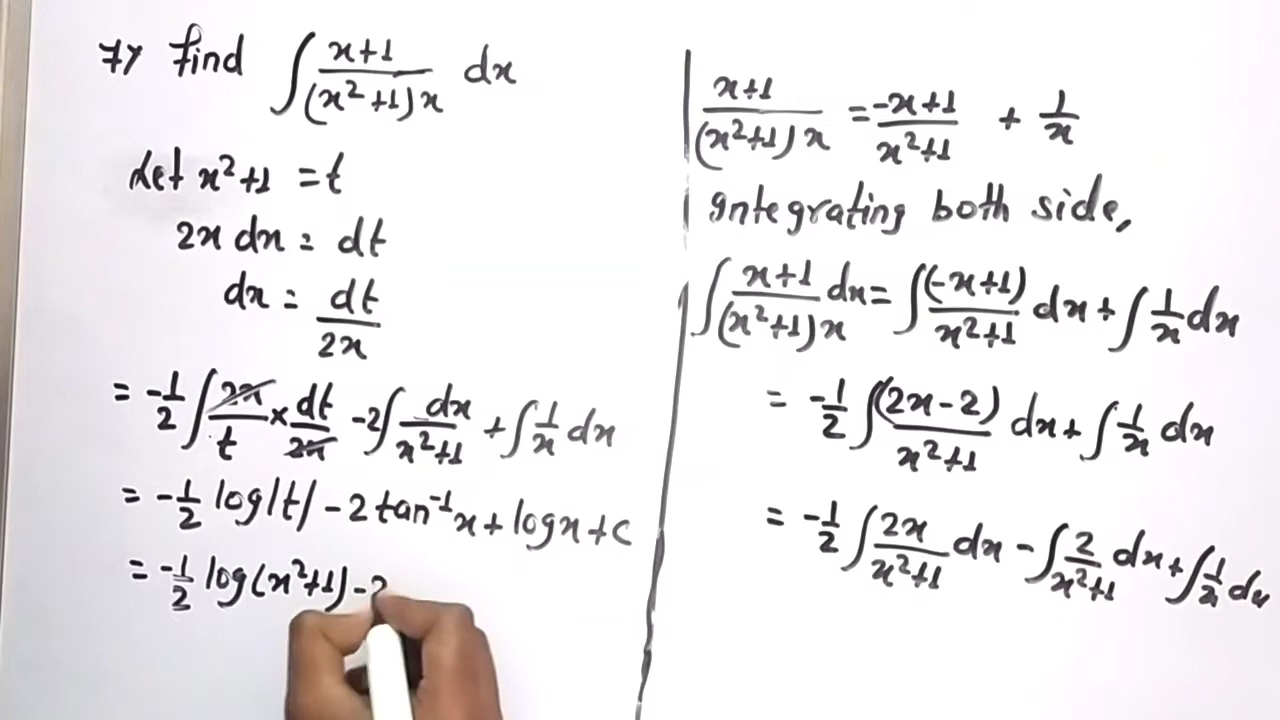 7) Find ∫ x+1/(x²+1)x dx
Let x²+1 = t
2x dx = dt
dx = dt/2x
= -1/2 ∫ 2x/t × dt/2x - 2∫ dx/x²+1 + ∫ 1/x dx
= -1/2 log|t| - 2 tan⁻¹x + logx + c
= -1/2 log(x²+1) - 2
x+1/(x²+1)x = -x+1/x²+1 + 1/x
Integrating both side,
∫ x+1/(x²+1)x dx = ∫ (-x+1)/x²+1 dx + ∫ 1/x dx
= -1/2 ∫ (2x-2)/x²+1 dx + ∫ 1/x dx
= -1/2 ∫ 2x/x²+1 dx - ∫ 2/x²+1 dx + ∫ 1/x dx